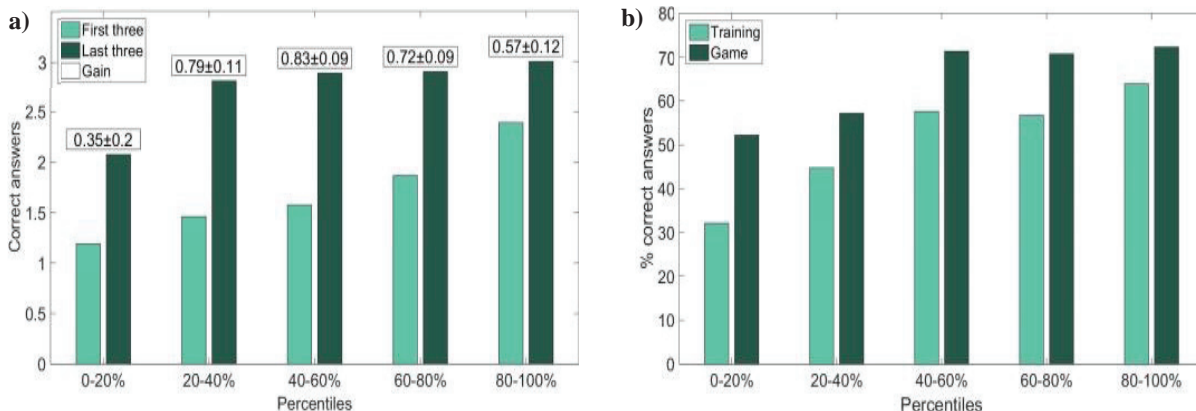 a)
First three
Last three
Gain
0.35±0.2
0.79±0.11
0.83±0.09
0.72±0.09
0.57±0.12
Correct answers
3
2.5
2
1.5
1
0.5
0
0-20% 20-40% 40-60% 60-80% 80-100%
Percentiles
b)
Training
Game
% correct answers
80
70
60
50
40
30
20
10
0
0-20% 20-40% 40-60% 60-80% 80-100%
Percentiles